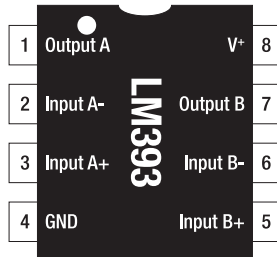 1 Output A V+ 8
2 Input A- Output B 7
3 Input A+ Input B- 6
4 GND Input B+ 5
LM393